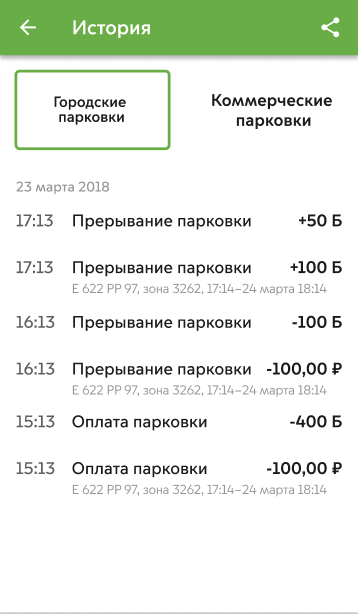 История
Городские
парковки
Коммерческие
парковки
23 марта 2018
17:13 Прерывание парковки +50 Б
17:13 Прерывание парковки +100 Б
Е 622 РР 97, зона 3262, 17:14–24 марта 18:14
16:13 Прерывание парковки -100 Б
16:13 Прерывание парковки -100,00 ₽
Е 622 РР 97, зона 3262, 17:14–24 марта 18:14
15:13 Оплата парковки -400 Б
15:13 Оплата парковки -100,00 ₽
Е 622 РР 97, зона 3262, 17:14–24 марта 18:14